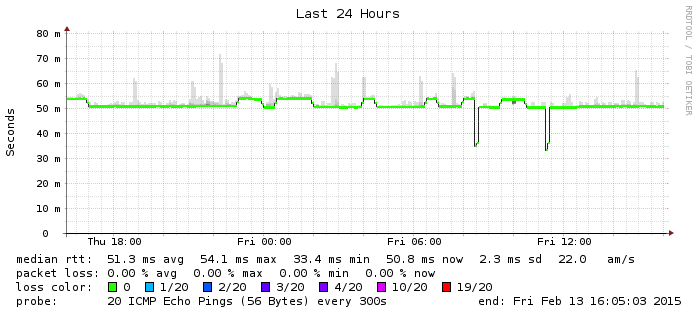 Last 24 Hours
RRDTOOL / TOBI OETIKER
Seconds
80 m
70 m
60 m
50 m
40 m
30 m
20 m
10 m
0
Thu 18:00 Fri 00:00 Fri 06:00 Fri 12:00
median rtt: 51.3 ms avg 54.1 ms max 33.4 ms min 50.8 ms now 2.3 ms sd 22.0 am/s
packet loss: 0.00 % avg 0.00 % max 0.00 % min 0.00 % now
loss color: 0 1/20 2/20 3/20 4/20 10/20 19/20
probe: 20 ICMP Echo Pings (56 Bytes) every 300s end: Fri Feb 13 16:05:03 2015